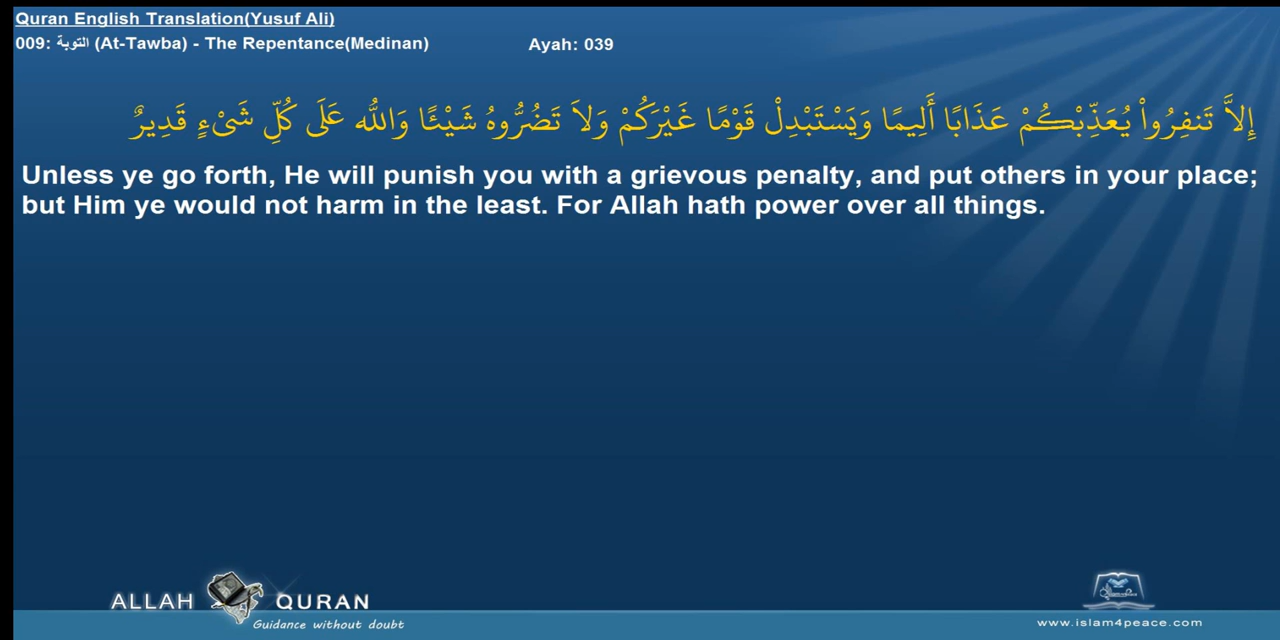 Quran English Translation(Yusuf Ali)
009: التوبة (At-Tawba) - The Repentance(Medinan) Ayah: 039
إِلاَّ تَنفِرُواْ يُعَذِّبْكُمْ عَذَابًا أَلِيمًا وَيَسْتَبْدِلْ قَوْمًا غَيْرَكُمْ وَلاَ تَضُرُّوهُ شَيْئًا وَاللّهُ عَلَى كُلِّ شَيْءٍ قَدِيرٌ
Unless ye go forth, He will punish you with a grievous penalty, and put others in your place;
but Him ye would not harm in the least. For Allah hath power over all things.
ALLAH QURAN
Guidance without doubt
www.islam4peace.com